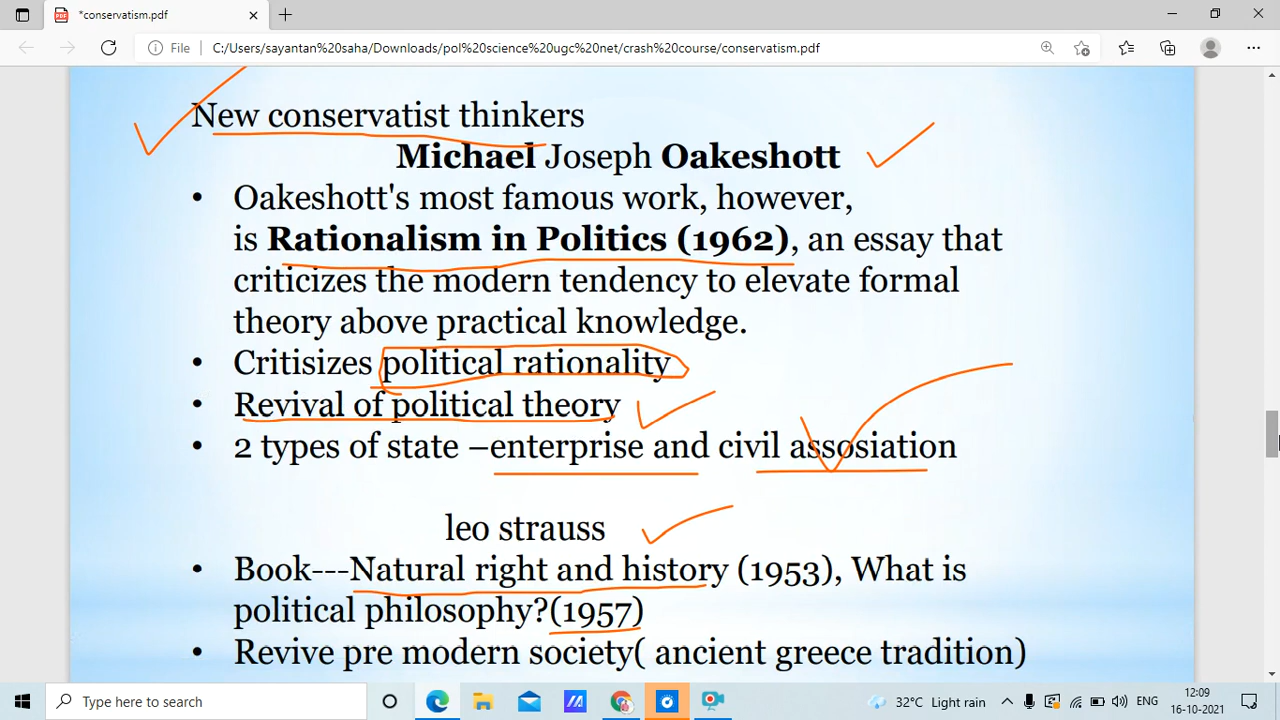 *conservatism.pdf
File C:/Users/sayantan%20saha/Downloads/pol%20science%20ugc%20net/crash%20course/conservatism.pdf
New conservatist thinkers
Michael Joseph Oakeshott
• Oakeshott's most famous work, however,
is Rationalism in Politics (1962), an essay that
criticizes the modern tendency to elevate formal
theory above practical knowledge.
• Critisizes political rationality
• Revival of political theory
• 2 types of state –enterprise and civil assosiation
leo strauss
• Book---Natural right and history (1953), What is
political philosophy?(1957)
• Revive pre modern society( ancient greece tradition)
Type here to search
32°C Light rain
ENG
12:09
16-10-2021